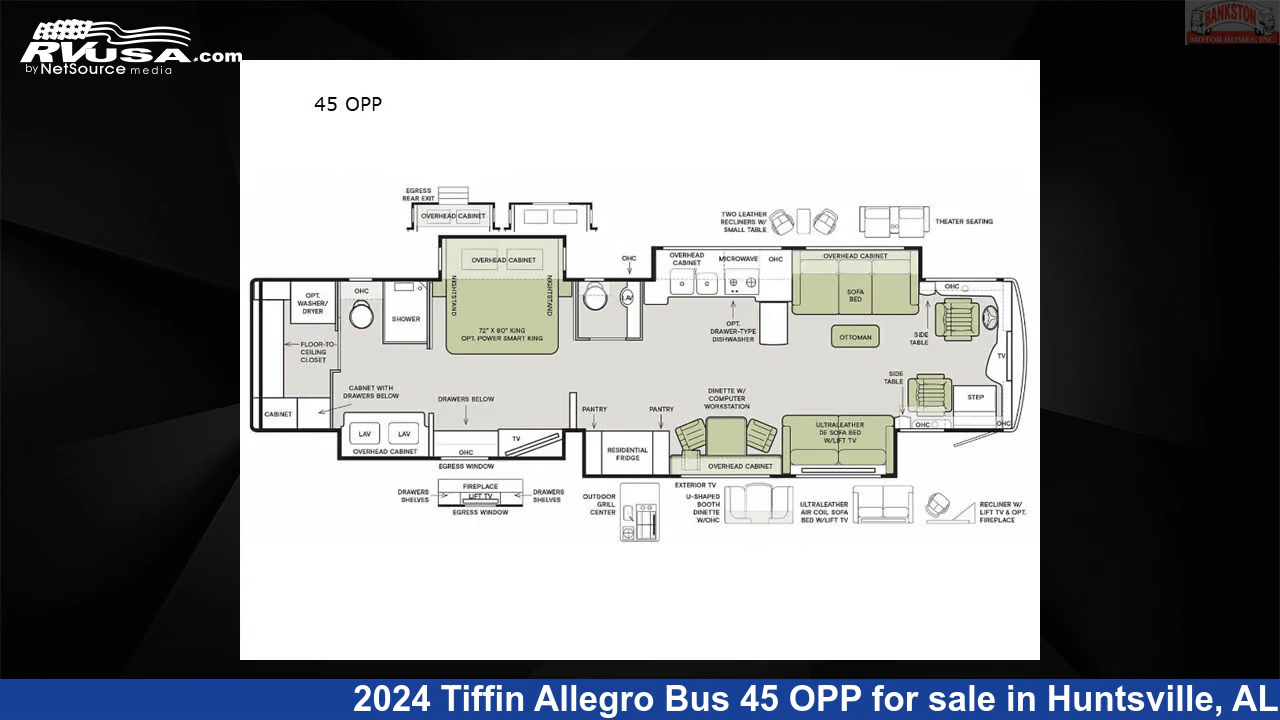 RVUSA.com
by NetSource media
BANKSTON
MOTOR HOMES, INC.
45 OPP
EGRESS
REAR EXIT
OVERHEAD CABINET
TWO LEATHER
RECLINERS W/
SMALL TABLE
THEATER SEATING
OHC
OVERHEAD
CABINET
MICROWAVE
OHC
OVERHEAD CABINET
OVERHEAD CABINET
OPT.
WASHER/
DRYER
OHC
SHOWER
NIGHTSTAND
NIGHTSTAND
LAV
SOFA
BED
OHC
72" X 80" KING
OPT. POWER SMART KING
OPT.
DRAWER-TYPE
DISHWASHER
OTTOMAN
SIDE
TABLE
TV
FLOOR-TO-
CEILING
CLOSET
SIDE
TABLE
CABNET WITH
DRAWERS BELOW
DRAWERS BELOW
DINETTE W/
COMPUTER
WORKSTATION
STEP
CABINET
PANTRY
PANTRY
LAV
LAV
TV
ULTRALEATHER
DE SOFA BED
W/LIFT TV
OHC
OHC
OVERHEAD CABINET
OHC
RESIDENTIAL
FRIDGE
OVERHEAD CABINET
EGRESS WINDOW
EXTERIOR TV
FIREPLACE
DRAWERS
SHELVES
LIFT TV
DRAWERS
SHELVES
EGRESS WINDOW
OUTDOOR
GRILL
CENTER
U-SHAPED
BOOTH
DINETTE
W/OHC
ULTRALEATHER
AIR COIL SOFA
BED W/LIFT TV
RECLINER W/
LIFT TV & OPT.
FIREPLACE
2024 Tiffin Allegro Bus 45 OPP for sale in Huntsville, AL